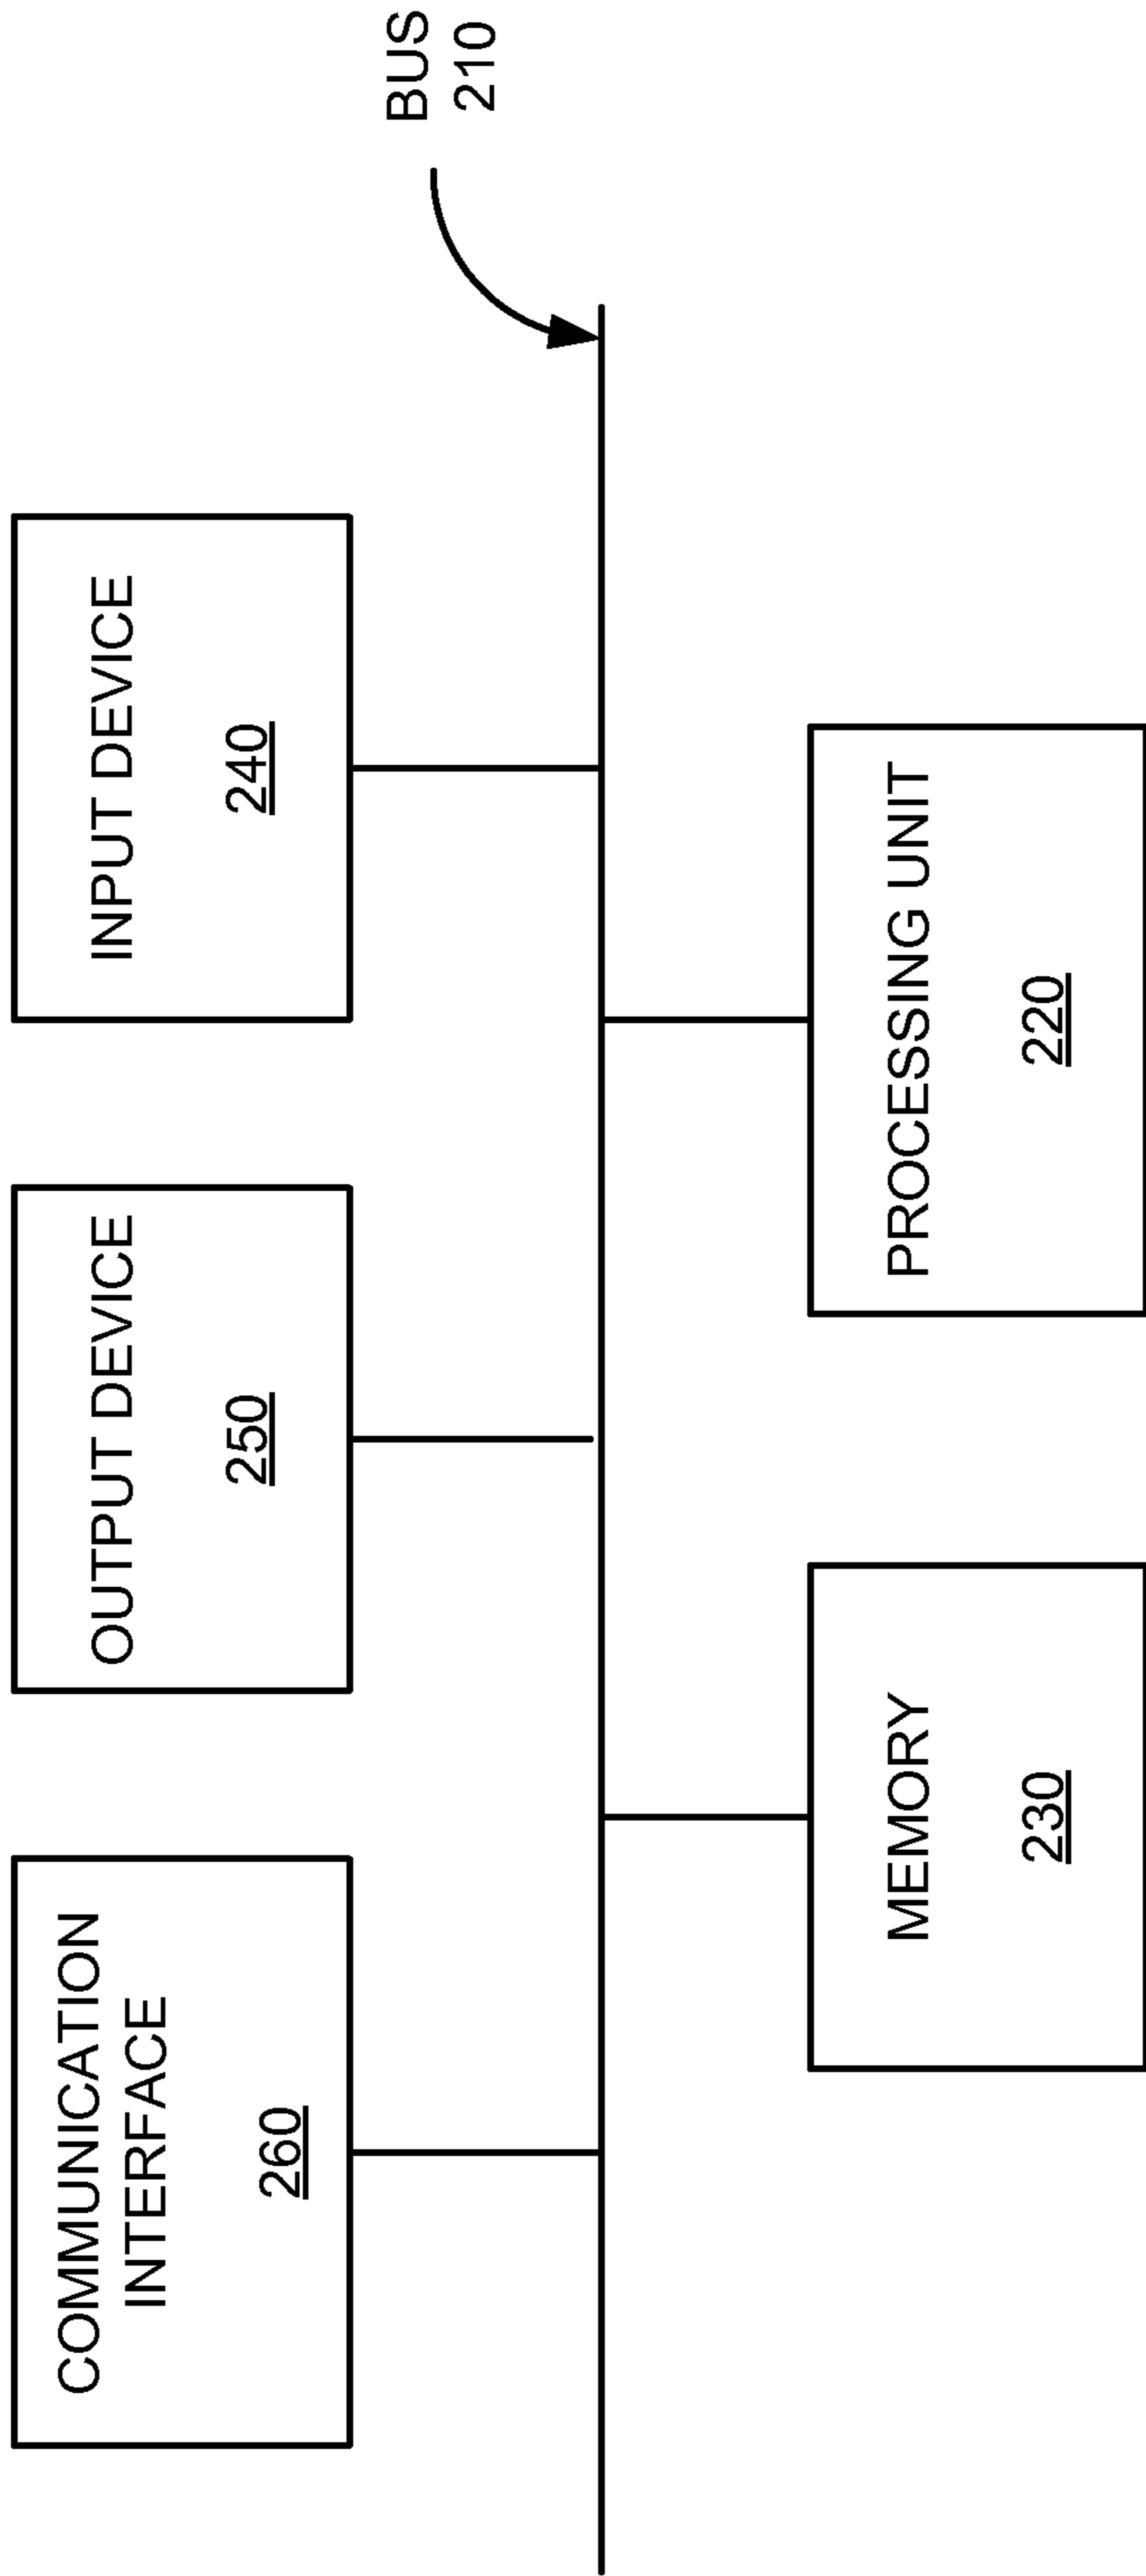 COMMUNICATION
INTERFACE
260
OUTPUT DEVICE
250
INPUT DEVICE
240
BUS
210
MEMORY
230
PROCESSING UNIT
220